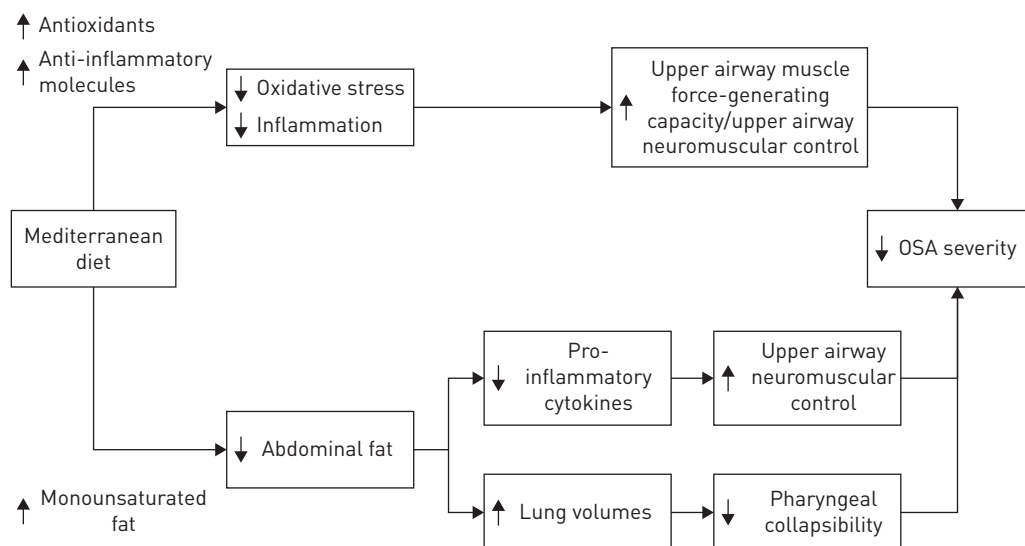 Antioxidants
Anti-inflammatory
molecules
Oxidative stress
Inflammation
Upper airway muscle
force-generating
capacity/upper airway
neuromuscular control
Mediterranean
diet
OSA severity
Pro-
inflammatory
cytokines
Upper airway
neuromuscular
control
Abdominal fat
Monounsaturated
fat
Lung volumes
Pharyngeal
collapsibility